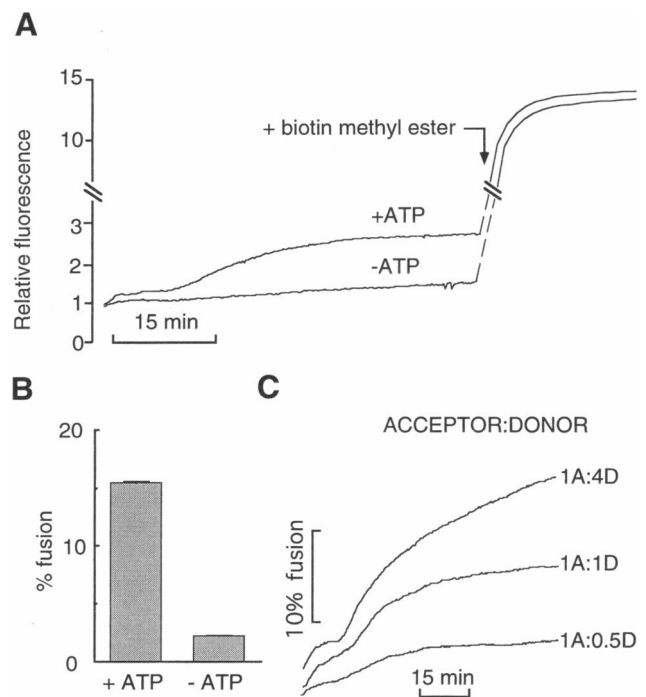 A
Relative fluorescence
15
10
3
2
1
0
+ biotin methyl ester
+ATP
-ATP
15 min
B
% fusion
20
10
0
+ ATP
- ATP
C
ACCEPTOR:DONOR
10% fusion
1A:4D
1A:1D
1A:0.5D
15 min